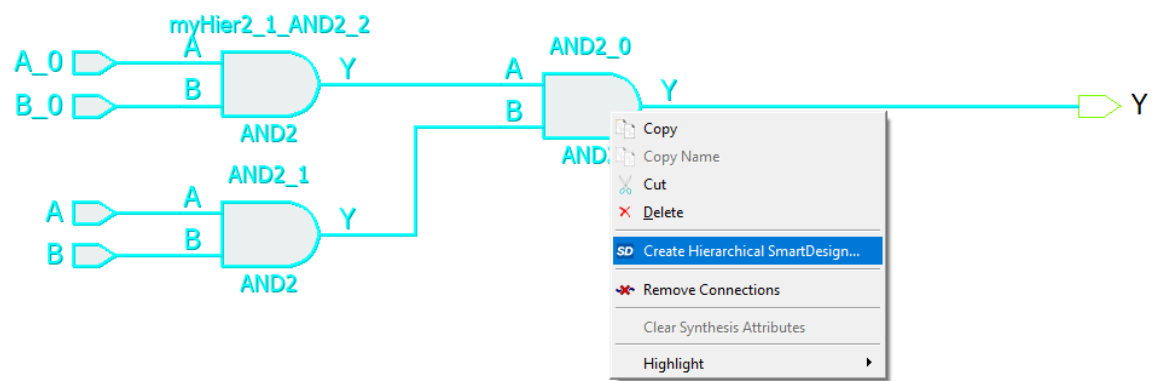 myHier2_1_AND2_2
A_0
A
Y
B_0
B
AND2
AND2_0
A
B
Y
Y
AND2_1
A
A
Y
B
B
AND2
Copy
Copy Name
Cut
Delete
SD Create Hierarchical SmartDesign...
Remove Connections
Clear Synthesis Attributes
Highlight